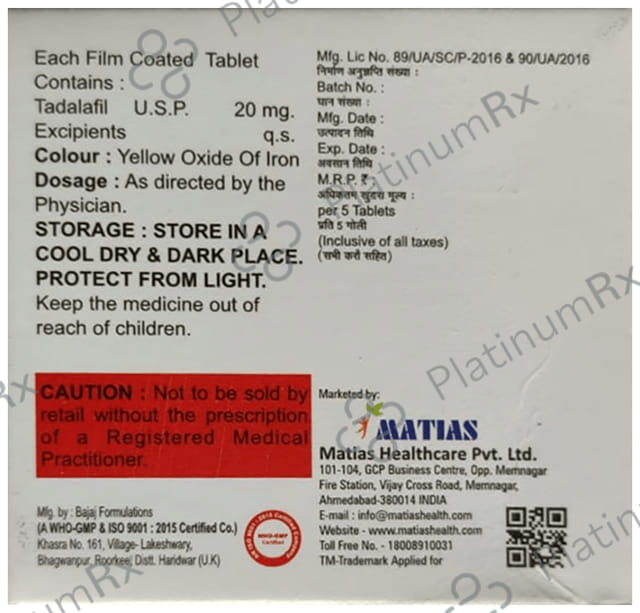 Each Film Coated Tablet
Contains :
Tadalafil U.S.P. 20 mg.
Excipients q.s.
Colour : Yellow Oxide Of Iron
Dosage : As directed by the
Physician.
STORAGE : STORE IN A
COOL DRY & DARK PLACE.
PROTECT FROM LIGHT.
Keep the medicine out of
reach of children.
CAUTION : Not to be sold by
retail without the prescription
of a Registered Medical
Practitioner.
Mfg. by : Bajaj Formulations
(A WHO-GMP & ISO 9001 : 2015 Certified Co.)
Khasra No. 161, Village- Lakeshwary,
Bhagwanpur, Roorkee, Distt. Haridwar (U.K)
WHO-GMP
Certified
Mfg. Lic No. 89/UA/SC/P-2016 & 90/UA/2016
निर्माण अनुज्ञप्ति संख्या :
Batch No. :
घान संख्या :
Mfg. Date :
उत्पादन तिथि
Exp. Date :
अवसान तिथि
M.R.P. ₹ :
अधिकतम खुदरा मूल्य :
per 5 Tablets
प्रति 5 गोली
(Inclusive of all taxes)
(सभी करों सहित)
Marketed by:
MATIAS
Matias Healthcare Pvt. Ltd.
101-104, GCP Business Centre, Opp. Memnagar
Fire Station, Vijay Cross Road, Memnagar,
Ahmedabad-380014 INDIA
E-mail : info@matiashealth.com
Website - www.matiashealth.com
Toll Free No. - 18008910031
TM-Trademark Applied for
PlatinumRx
PlatinumRx
PlatinumRx
PlatinumRx
PlatinumRx